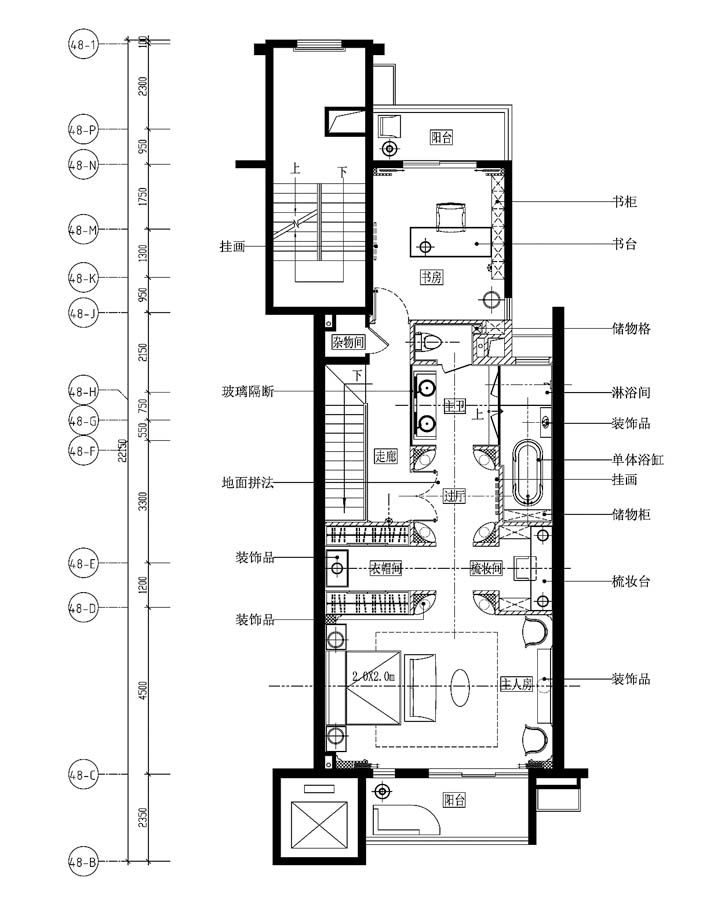 48-1
100
2300
48-P
950
48-N
1750
48-M
1300
48-K
950
48-J
2150
48-H
750
48-G
550
48-F
22150
3300
48-E
1200
48-D
4500
48-C
2350
48-B
阳台
上
下
书柜
挂画
书台
书房
储物格
杂物间
下
玻璃隔断
主卫
上
淋浴间
装饰品
走廊
单体浴缸
地面拼法
过厅
挂画
储物柜
装饰品
衣帽间
梳妆间
梳妆台
装饰品
2.0X2.0m
主人房
装饰品
阳台